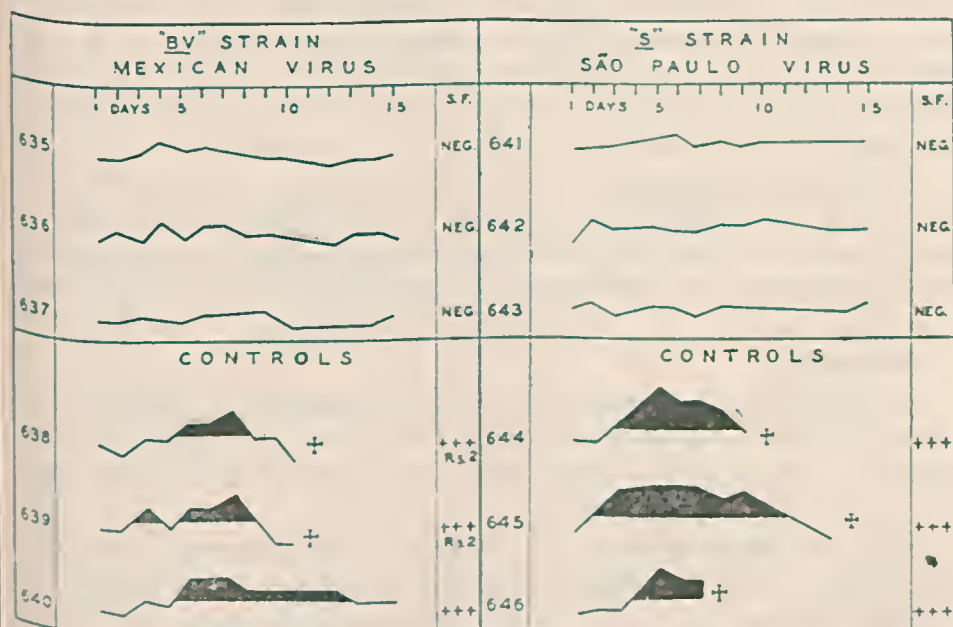 "BV" STRAIN
MEXICAN VIRUS
"S" STRAIN
SÃO PAULO VIRUS
1 DAYS 5 10 15 S.F.
1 DAYS 5 10 15 S.F.
635 NEG. 641 NEG.
636 NEG. 642 NEG.
637 NEG 643 NEG.
CONTROLS CONTROLS
638 +++ 644 +++
R±2
639 +++ 645 +++
R±2
640 +++ 646 +++